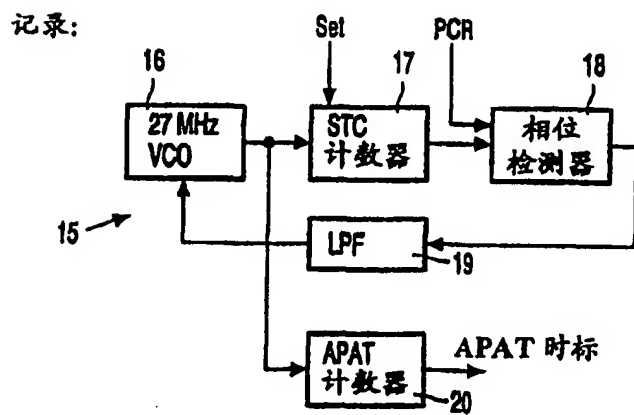 记录:
Set
PCR
16
17
18
27 MHz
VCO
STC
计数器
相位
检测器
15
LPF
19
APAT
计数器
APAT 时标
20